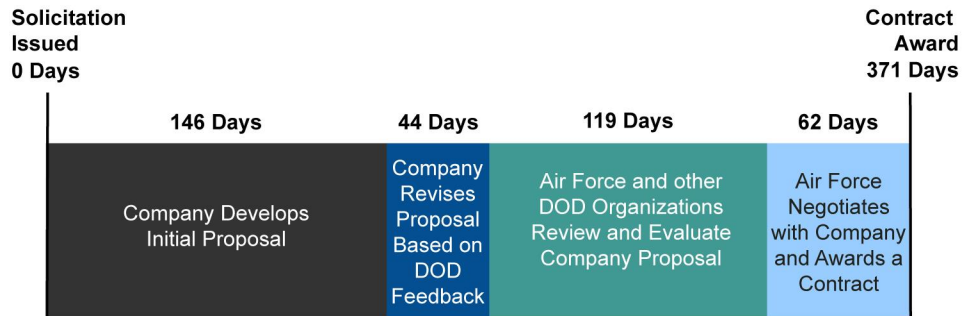 Solicitation
Issued
0 Days
Contract
Award
371 Days
146 Days
44 Days
119 Days
62 Days
Company Develops
Initial Proposal
Company
Revises
Proposal
Based on
DOD
Feedback
Air Force and other
DOD Organizations
Review and Evaluate
Company Proposal
Air Force
Negotiates
with Company
and Awards a
Contract